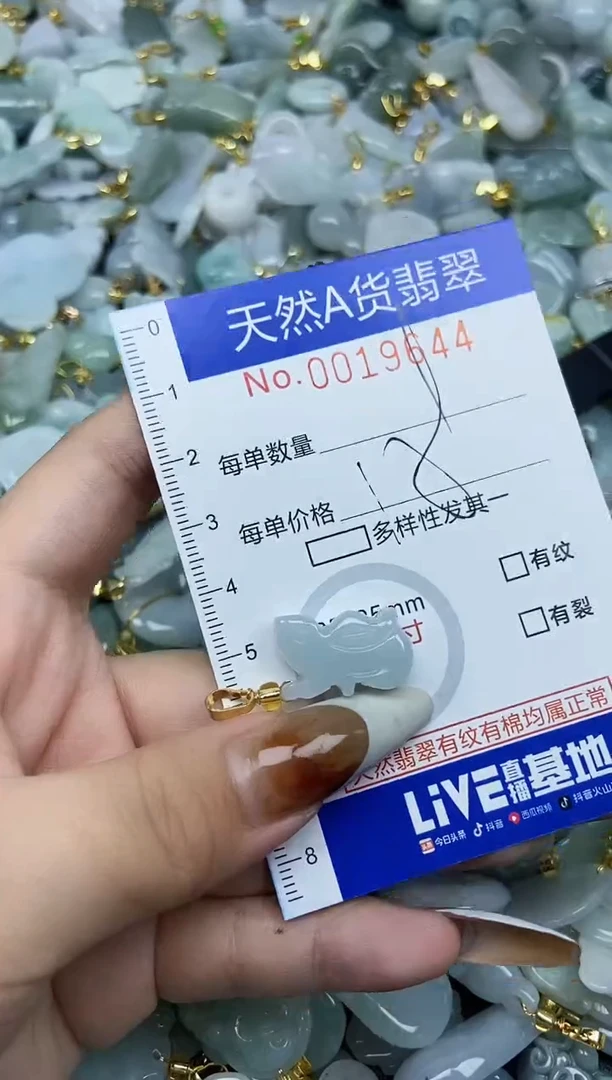 0
天然A货翡翠
No.0019644
1
2
每单数量
3
每单价格 18
多样性发其一
4
有纹
mm
有裂
5
寸
天然翡翠有纹有棉均属正常
LiVE直播基地
今日头条 抖音 西瓜视频 抖音火山
8